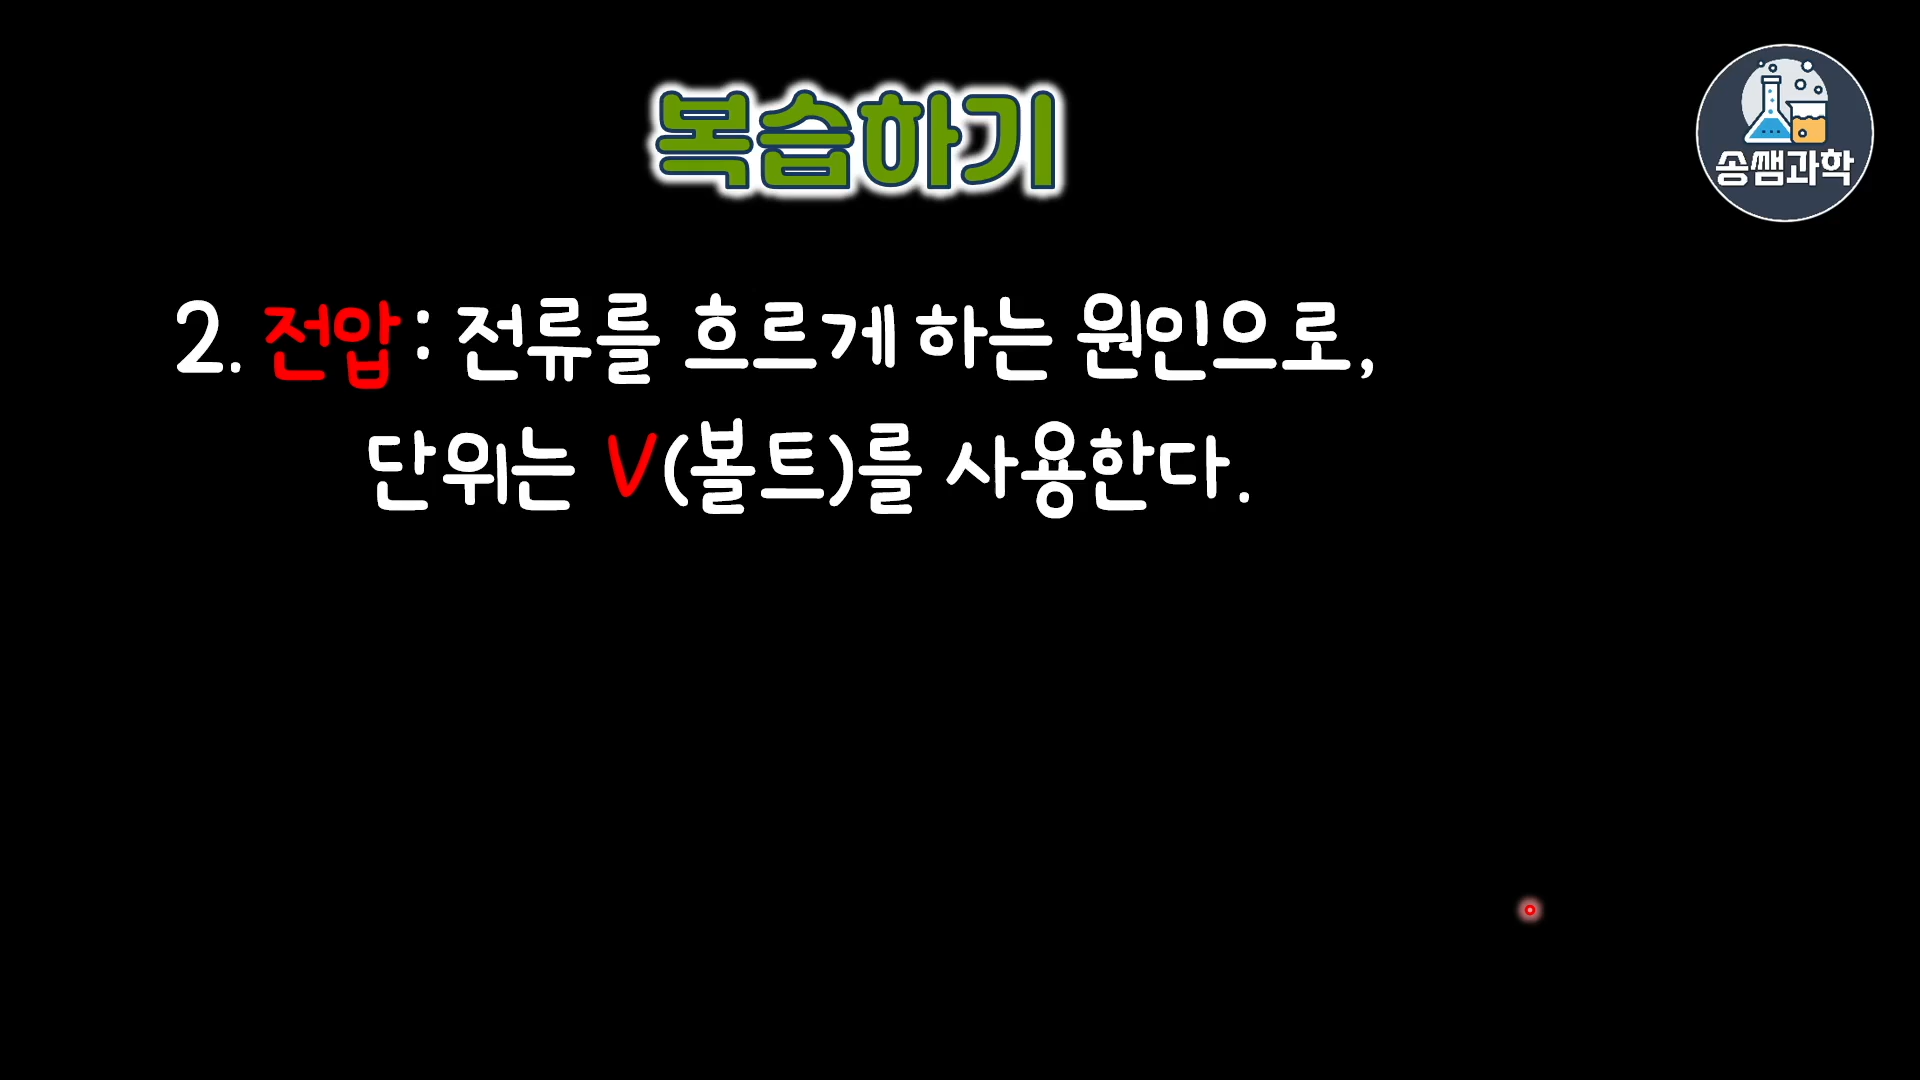 복습하기
송쌤과학
2. 전압 : 전류를 흐르게 하는 원인으로,
단위는 V(볼트)를 사용한다.